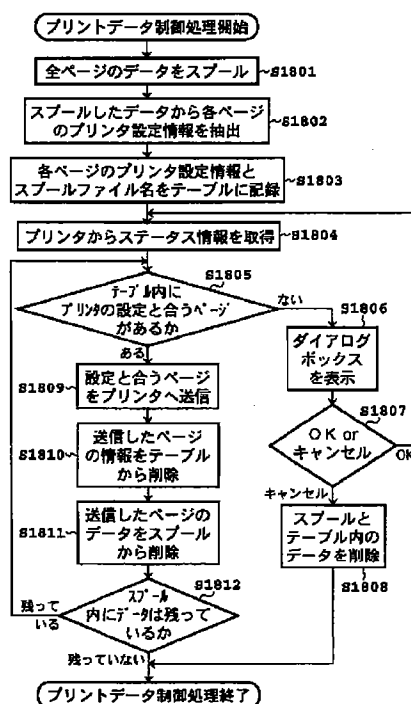 プリントデータ制御処理開始
全ページのデータをスプール
S1801
スプールしたデータから各ページ
のプリンタ設定情報を抽出
S1802
各ページのプリンタ設定情報と
スプールファイル名をテーブルに記録
S1803
プリンタからステータス情報を取得
S1804
S1805
テーブル内に
プリンタの設定と合うページ
があるか
ない
ある
S1806
ダイアログ
ボックス
を表示
S1807
OK or
キャンセル
OK
キャンセル
スプールと
テーブル内の
データを削除
S1808
S1809
設定と合うページ
をプリンタへ送信
S1810
送信したページ
の情報をテーブル
から削除
S1811
送信したページの
データをスプール
から削除
S1812
スプール
内にデータは残って
いるか
残って
いる
残っていない
プリントデータ制御処理終了